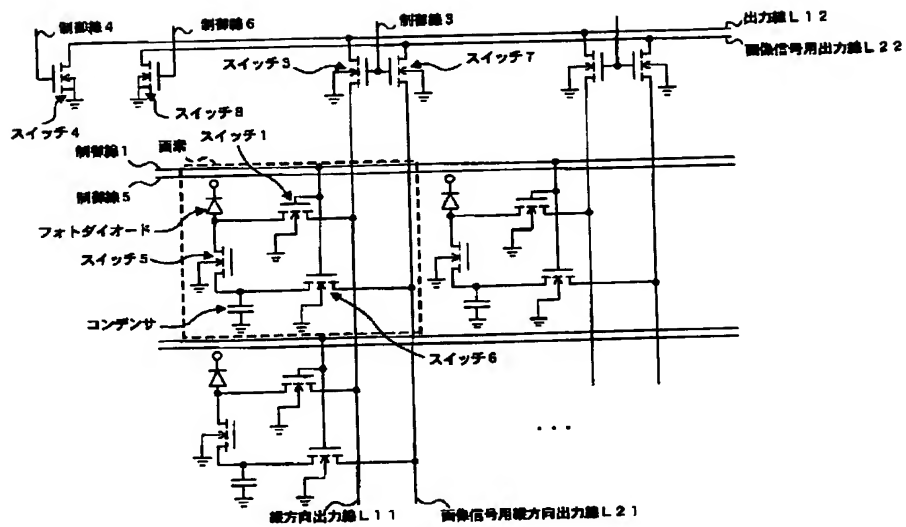 制御線4
制御線6
制御線3
出力線L12
画像信号用出力線L22
スイッチ3
スイッチ7
スイッチ8
スイッチ4
スイッチ1
画素
制御線1
制御線5
フォトダイオード
スイッチ5
コンデンサ
スイッチ6
...
縦方向出力線L11
画像信号用縦方向出力線L21